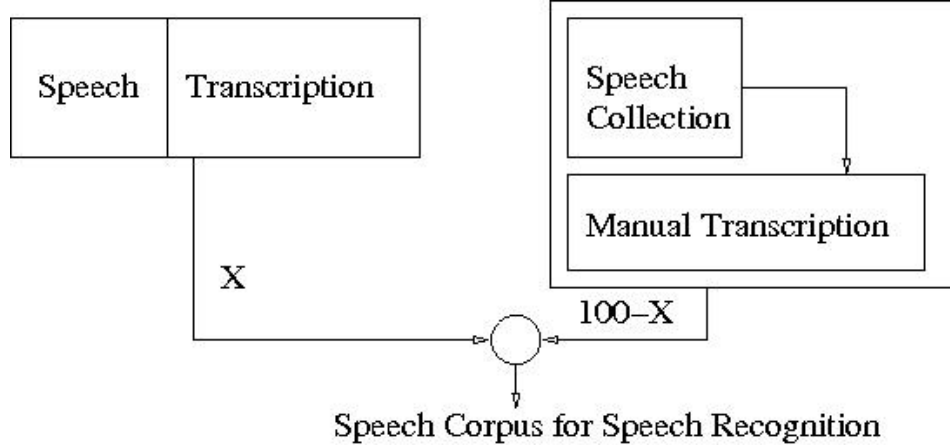 Speech
Transcription
Speech
Collection
Manual Transcription
X
100–X
Speech Corpus for Speech Recognition